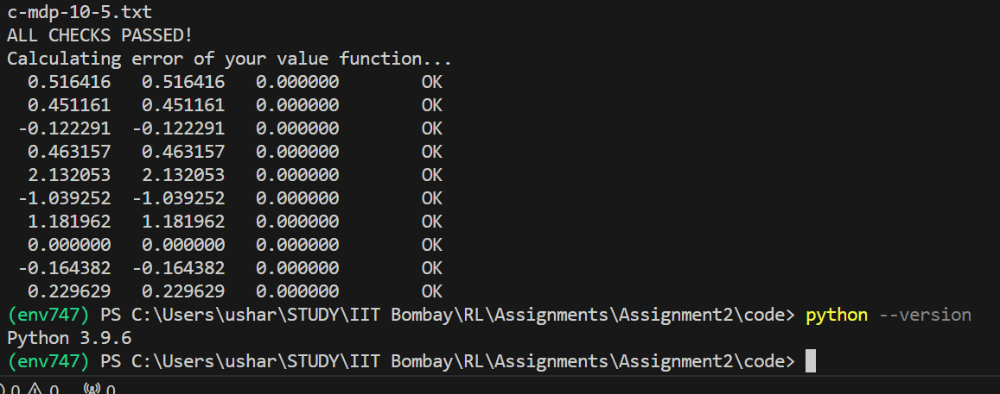 c-mdp-10-5.txt
ALL CHECKS PASSED!
Calculating error of your value function...
0.516416 0.516416 0.000000 OK
0.451161 0.451161 0.000000 OK
-0.122291 -0.122291 0.000000 OK
0.463157 0.463157 0.000000 OK
2.132053 2.132053 0.000000 OK
-1.039252 -1.039252 0.000000 OK
1.181962 1.181962 0.000000 OK
0.000000 0.000000 0.000000 OK
-0.164382 -0.164382 0.000000 OK
0.229629 0.229629 0.000000 OK
(env747) PS C:\Users\ushar\STUDY\IIT Bombay\RL\Assignments\Assignment2\code> python --version
Python 3.9.6
(env747) PS C:\Users\ushar\STUDY\IIT Bombay\RL\Assignments\Assignment2\code>
0 0 0